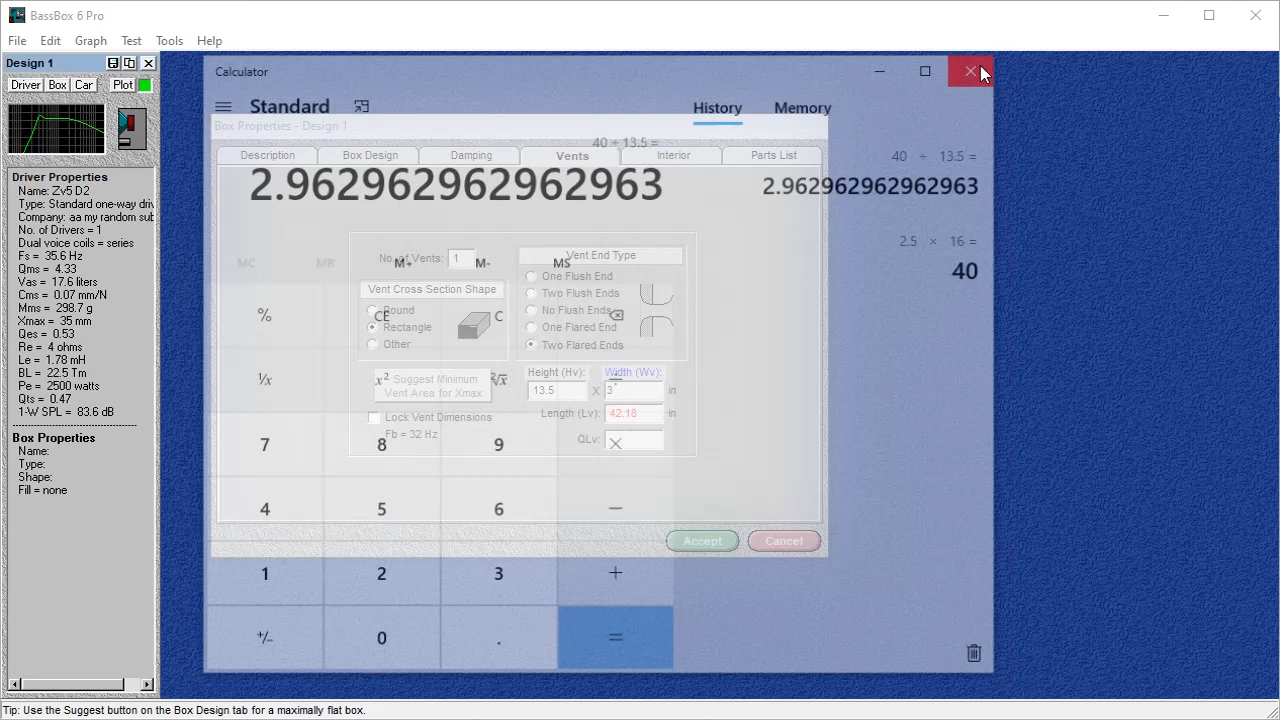 BassBox 6 Pro
File Edit Graph Test Tools Help
Design 1
Driver Box Car Plot
Driver Properties
Name: Zv5 D2
Type: Standard one-way driv
Company: aa my random sub
No. of Drivers = 1
Dual voice coils = series
Fs = 35.6 Hz
Qms = 4.33
Vas = 17.6 liters
Cms = 0.07 mm/N
Mms = 298.7 g
Xmax = 35 mm
Qes = 0.53
Re = 4 ohms
Le = 1.78 mH
BL = 22.5 Tm
Pe = 2500 watts
Qts = 0.47
1-W SPL = 83.6 dB
Box Properties
Name:
Type:
Shape:
Fill = none
Calculator
Standard
History Memory
40 ÷ 13.5 =
2.962962962962963
40 ÷ 13.5 =
2.962962962962963
2.5 × 16 =
40
MC MR M+ M- MS
% CE C
⅟x x² ²√x ÷
7 8 9 ×
4 5 6 −
1 2 3 +
+/− 0 . =
Box Properties - Design 1
Description Box Design Damping Vents Interior Parts List
No. of Vents: 1
Vent Cross Section Shape
Round
Rectangle
Other
Suggest Minimum
Vent Area for Xmax
Lock Vent Dimensions
Fb = 32 Hz
Vent End Type
One Flush End
Two Flush Ends
No Flush Ends
One Flared End
Two Flared Ends
Height (Hv): Width (Wv):
13.5 X 3 in
Length (Lv): 42.18 in
QLv:
Accept Cancel
Tip: Use the Suggest button on the Box Design tab for a maximally flat box.